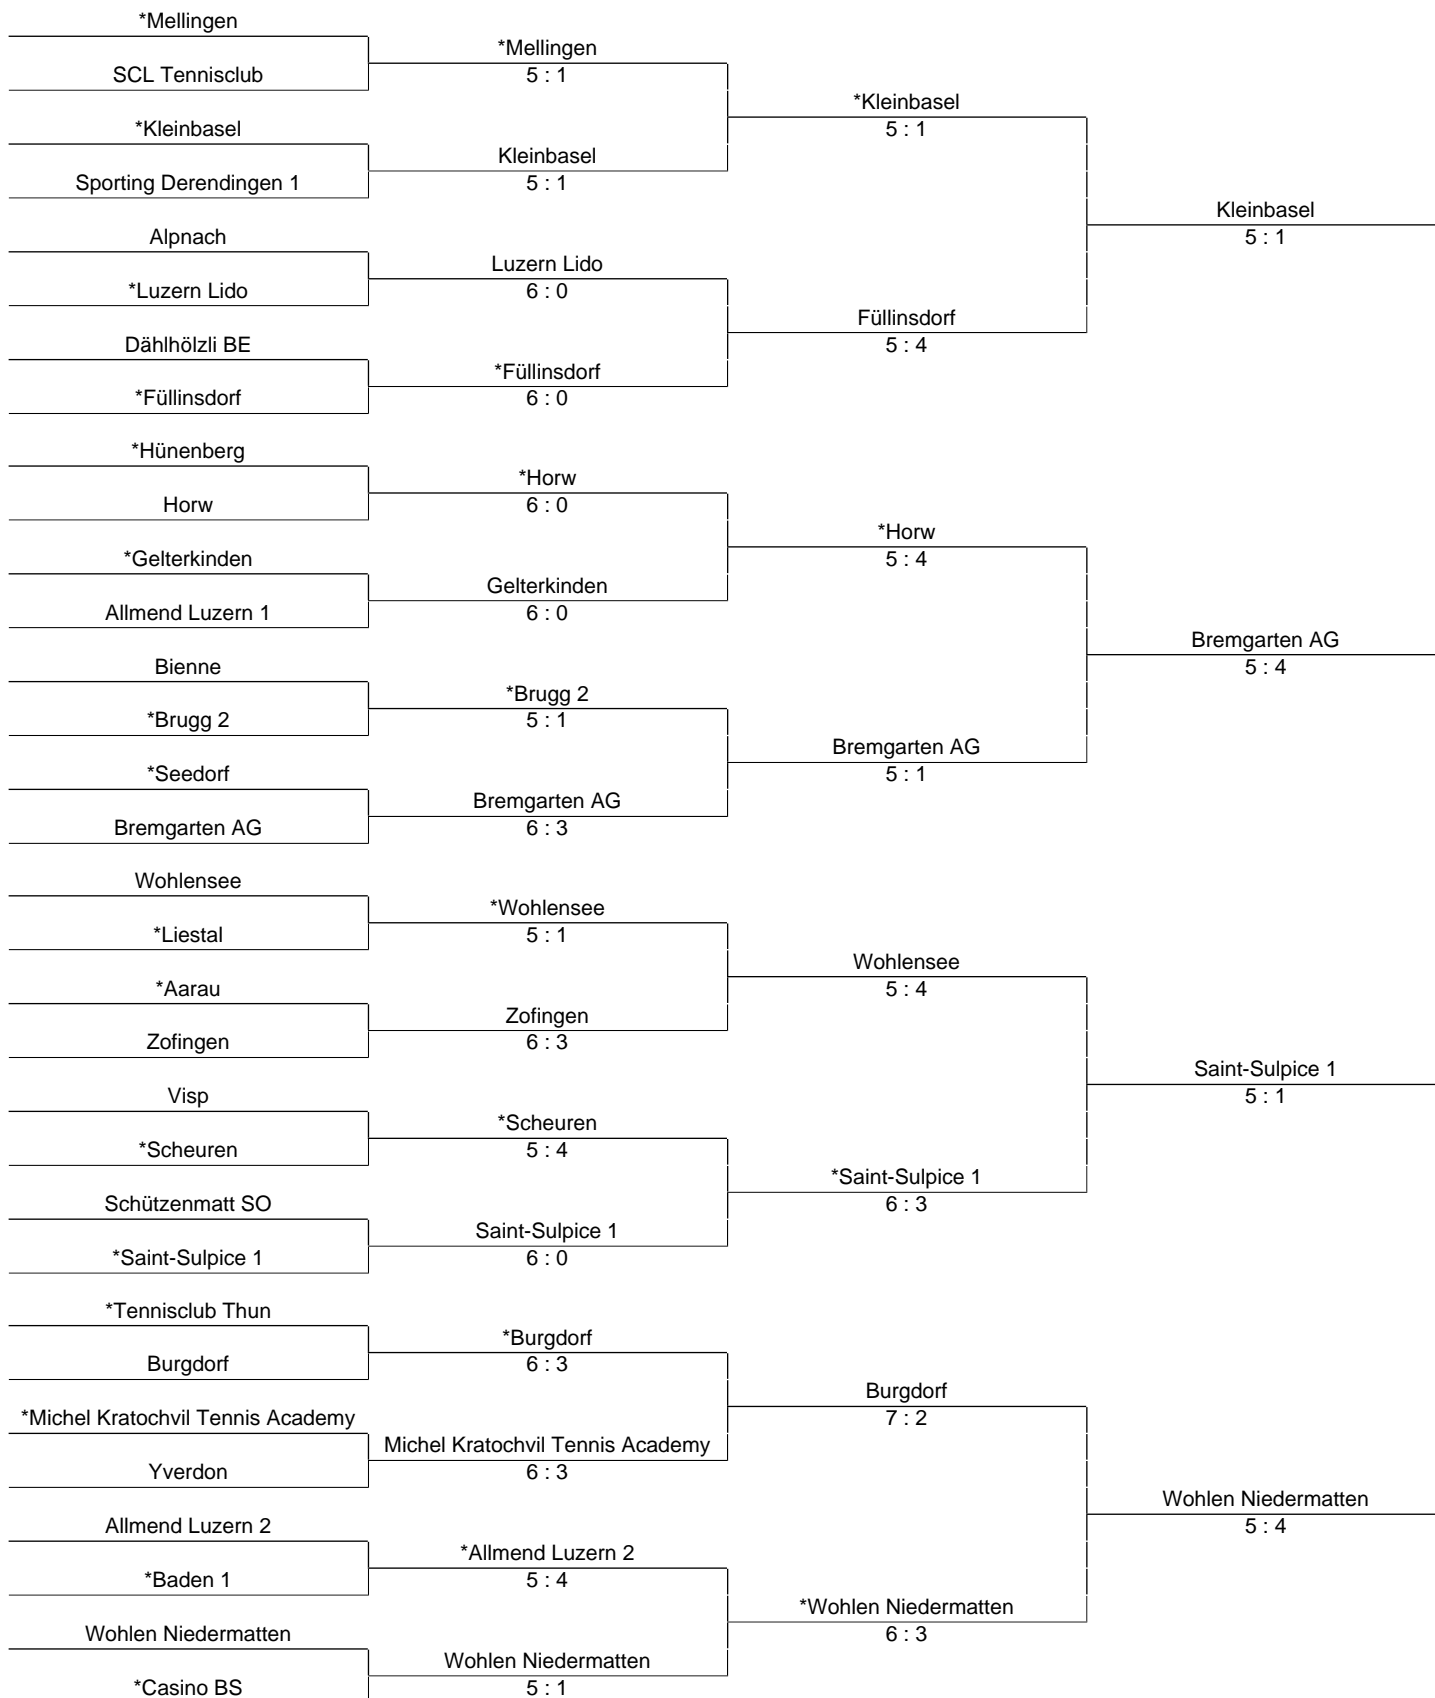 *Mellingen
SCL Tennisclub
*Kleinbasel
Sporting Derendingen 1
Alpnach
*Luzern Lido
Dählhölzli BE
*Füllinsdorf
*Hünenberg
Horw
*Gelterkinden
Allmend Luzern 1
Bienne
*Brugg 2
*Seedorf
Bremgarten AG
Wohlensee
*Liestal
*Aarau
Zofingen
Visp
*Scheuren
Schützenmatt SO
*Saint-Sulpice 1
*Tennisclub Thun
Burgdorf
*Michel Kratochvil Tennis Academy
Yverdon
Allmend Luzern 2
*Baden 1
Wohlen Niedermatten
*Casino BS
*Mellingen
5 : 1
Kleinbasel
5 : 1
Luzern Lido
6 : 0
*Füllinsdorf
6 : 0
*Horw
6 : 0
Gelterkinden
6 : 0
*Brugg 2
5 : 1
Bremgarten AG
6 : 3
*Wohlensee
5 : 1
Zofingen
6 : 3
*Scheuren
5 : 4
Saint-Sulpice 1
6 : 0
*Burgdorf
6 : 3
Michel Kratochvil Tennis Academy
6 : 3
*Allmend Luzern 2
5 : 4
Wohlen Niedermatten
5 : 1
*Kleinbasel
5 : 1
Füllinsdorf
5 : 4
*Horw
5 : 4
Bremgarten AG
5 : 1
Wohlensee
5 : 4
*Saint-Sulpice 1
6 : 3
Burgdorf
7 : 2
*Wohlen Niedermatten
6 : 3
Kleinbasel
5 : 1
Bremgarten AG
5 : 4
Saint-Sulpice 1
5 : 1
Wohlen Niedermatten
5 : 4